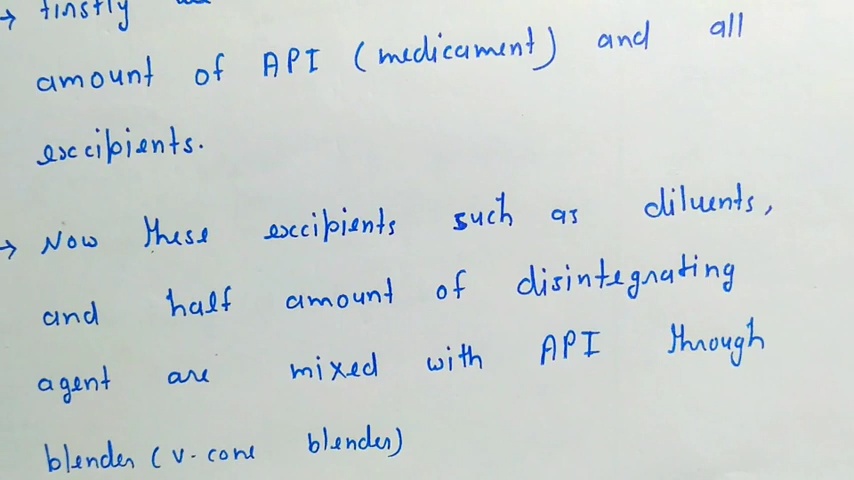 → Firstly
amount of API (medicament) and all
excipients.
→ Now these excipients such as diluents,
and half amount of disintegrating
agent are mixed with API through
blender (v-cone blender)